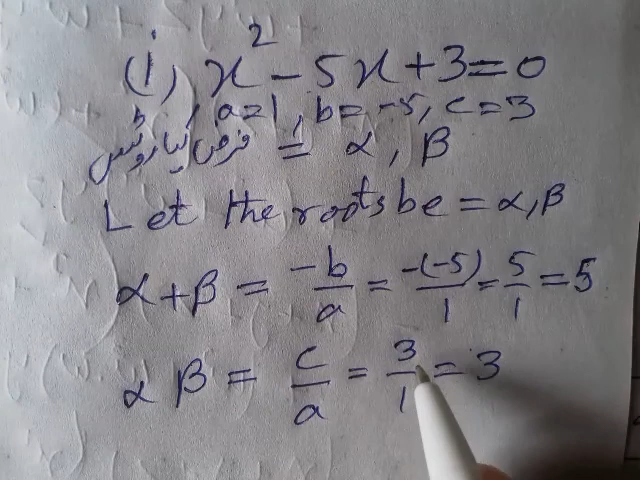 (i) x² - 5x + 3 = 0
a = 1, b = -5, c = 3
فرض کیا روٹس = α, β
Let the roots be = α, β
α + β = -b/a = -(-5)/1 = 5/1 = 5
α β = c/a = 3/1 = 3